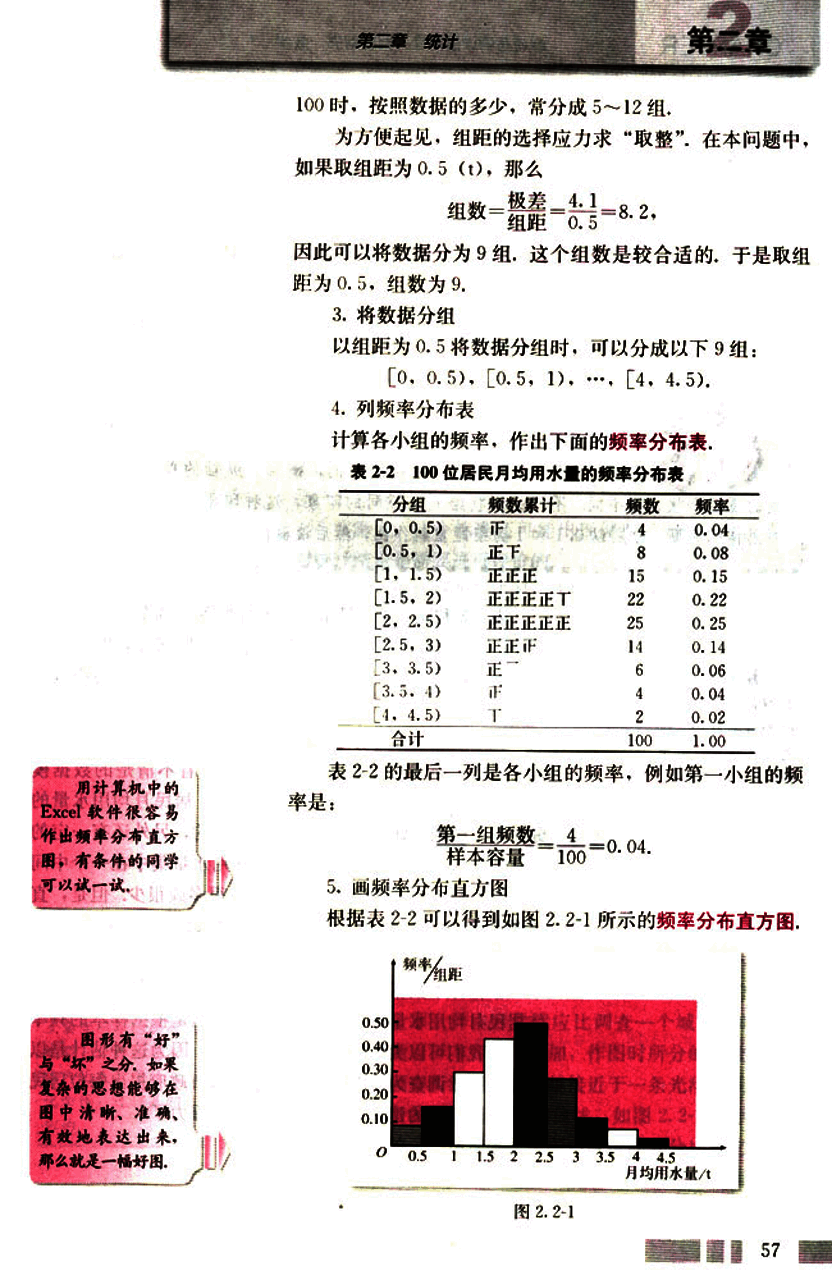 第二章 统计
第二章
100时，按照数据的多少，常分成5～12组.
为方便起见，组距的选择应力求“取整”. 在本问题中，
如果取组距为0.5（t），那么
组数=极差/组距=4.1/0.5=8.2，
因此可以将数据分为9组. 这个组数是较合适的. 于是取组
距为0.5，组数为9.
3. 将数据分组
以组距为0.5将数据分组时，可以分成以下9组：
[0，0.5)，[0.5，1)，…，[4，4.5).
4. 列频率分布表
计算各小组的频率，作出下面的频率分布表.
表2-2 100位居民月均用水量的频率分布表
分组 频数累计 频数 频率
[0，0.5) 正 4 0.04
[0.5，1) 正下 8 0.08
[1，1.5) 正正正 15 0.15
[1.5，2) 正正正正丅 22 0.22
[2，2.5) 正正正正正 25 0.25
[2.5，3) 正正正 14 0.14
[3，3.5) 正一 6 0.06
[3.5，4) 正 4 0.04
[4，4.5) 丅 2 0.02
合计 100 1.00
用计算机中的
Excel软件很容易
作出频率分布直方
图，有条件的同学
可以试一试.
表2-2的最后一列是各小组的频率，例如第一小组的频
率是：
第一组频数/样本容量=4/100=0.04.
5. 画频率分布直方图
根据表2-2可以得到如图2.2-1所示的频率分布直方图.
图形有“好”
与“坏”之分. 如果
复杂的思想能够在
图中清晰、准确、
有效地表达出来，
那么就是一幅好图.
频率/组距
0.50
0.40
0.30
0.20
0.10
O 0.5 1 1.5 2 2.5 3 3.5 4 4.5
月均用水量/t
图2.2-1
57